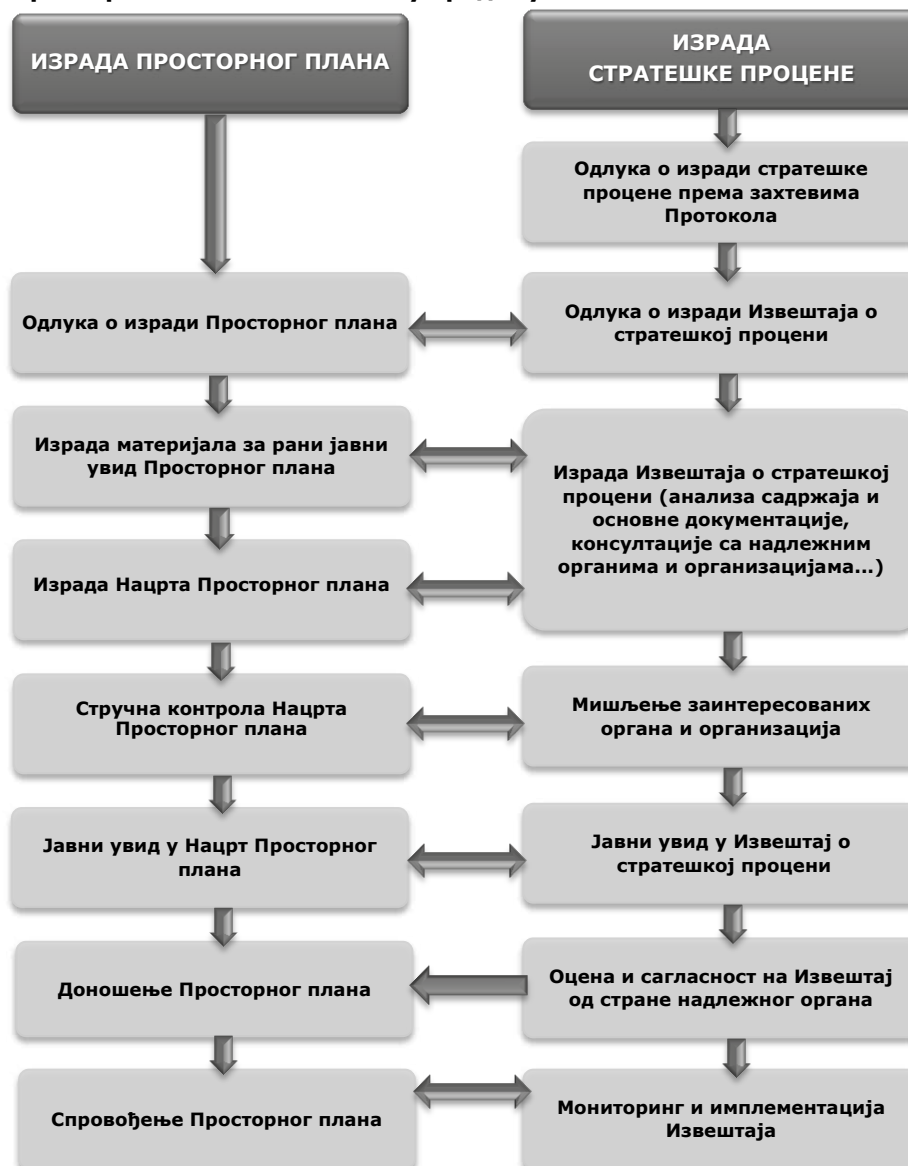 ИЗРАДА ПРОСТОРНОГ ПЛАНА
Одлука о изради Просторног плана
Израда материјала за рани јавни
увид Просторног плана
Израда Нацрта Просторног плана
Стручна контрола Нацрта
Просторног плана
Јавни увид у Нацрт Просторног
плана
Доношење Просторног плана
Спровођење Просторног плана
ИЗРАДА
СТРАТЕШКЕ ПРОЦЕНЕ
Одлука о изради стратешке
процене према захтевима
Протокола
Одлука о изради Извештаја о
стратешкој процени
Израда Извештаја о стратешкој
процени (анализа садржаја и
основне документације,
консултације са надлежним
органима и организацијама...)
Мишљење заинтересованих
органа и организација
Јавни увид у Извештај о
стратешкој процени
Оцена и сагласност на Извештај
од стране надлежног органа
Мониторинг и имплементација
Извештаја